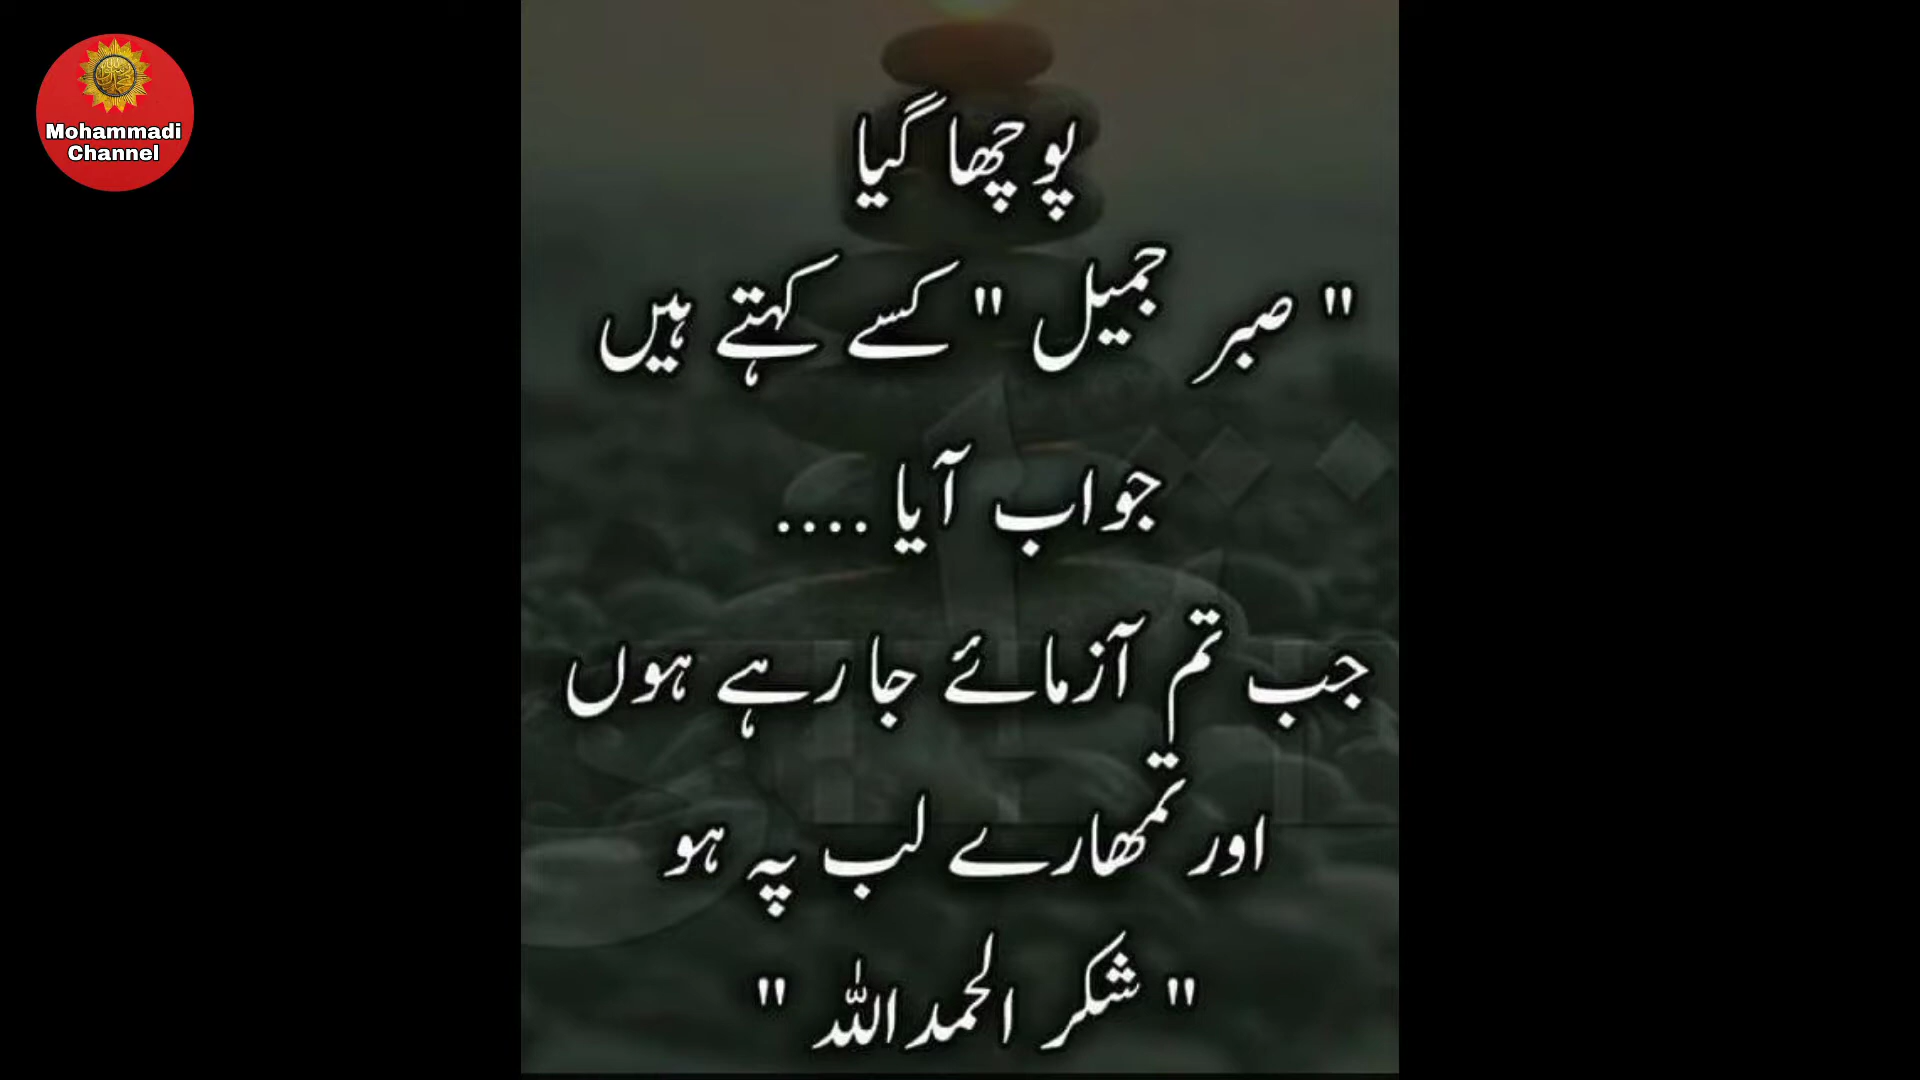 Mohammadi
Channel
پوچھا گیا
" صبر جمیل " کسے کہتے ہیں
جواب آیا ....
جب تم آزمائے جا رہے ہوں
اور تمھارے لب پہ ہو
" شکر الحمدالله "